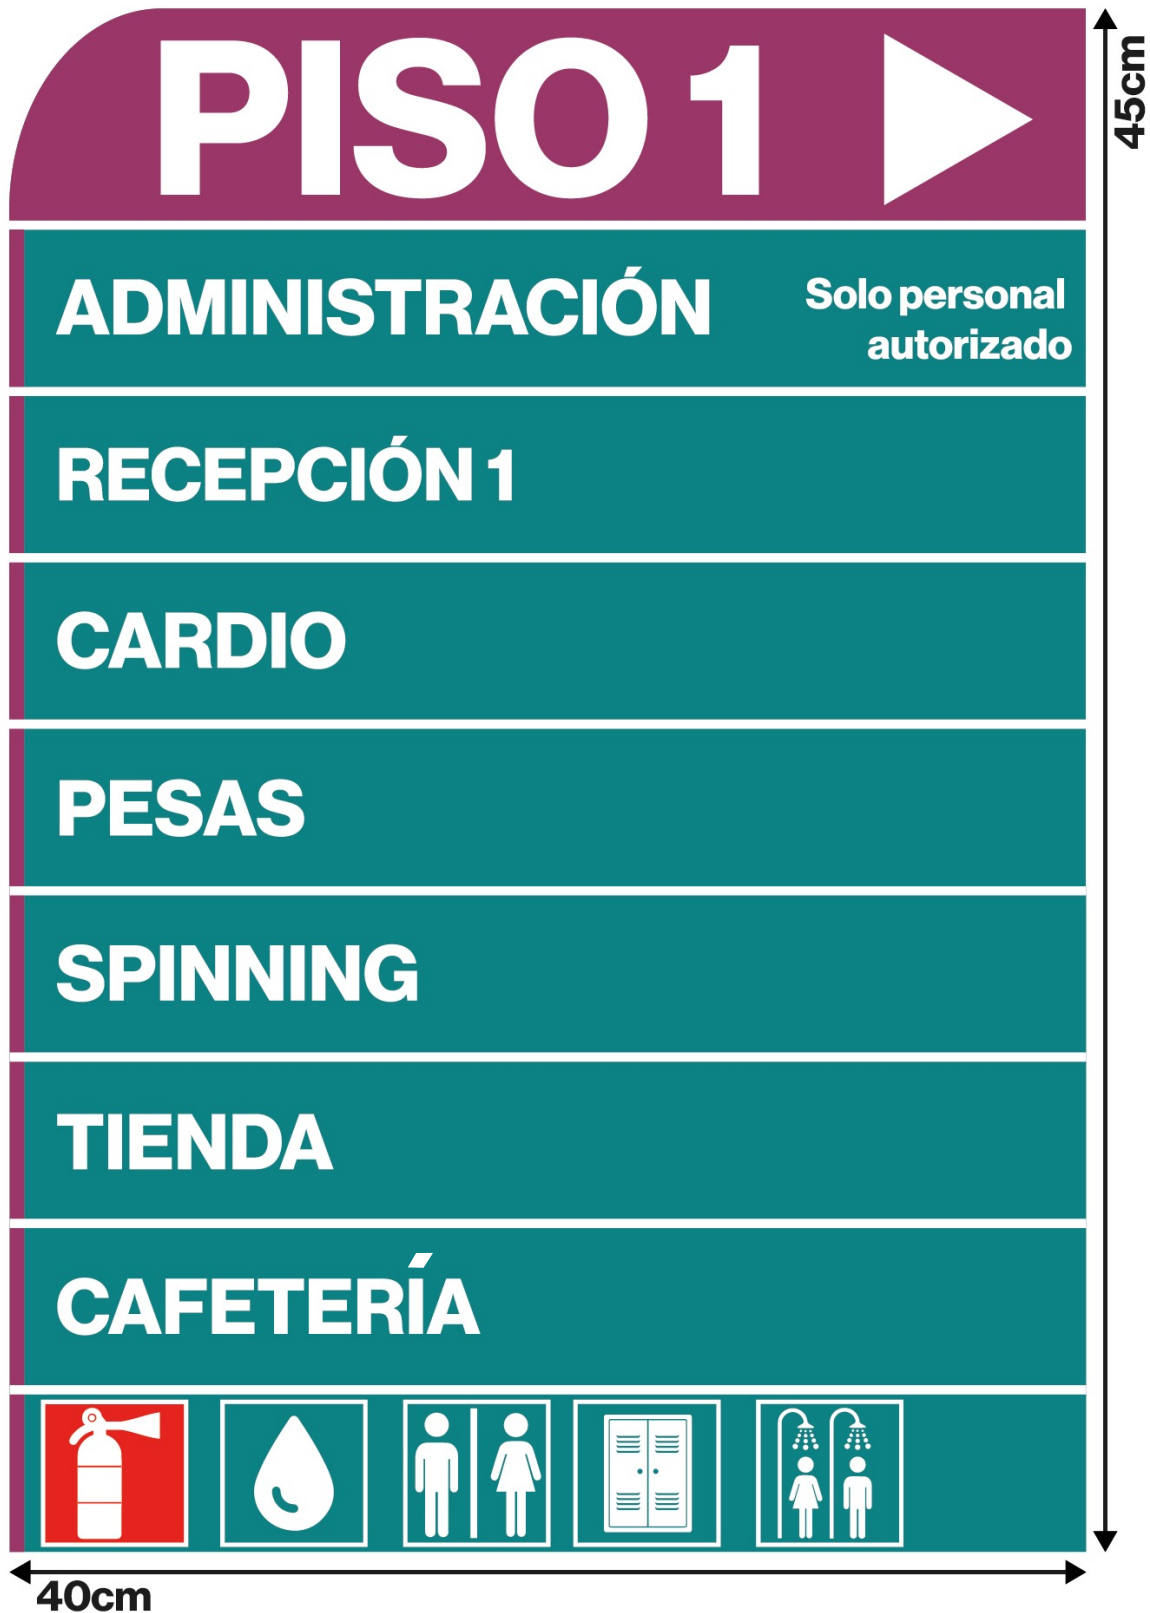 PISO 1
45cm
ADMINISTRACIÓN
Solo personal
autorizado
RECEPCIÓN 1
CARDIO
PESAS
SPINNING
TIENDA
CAFETERÍA
40cm